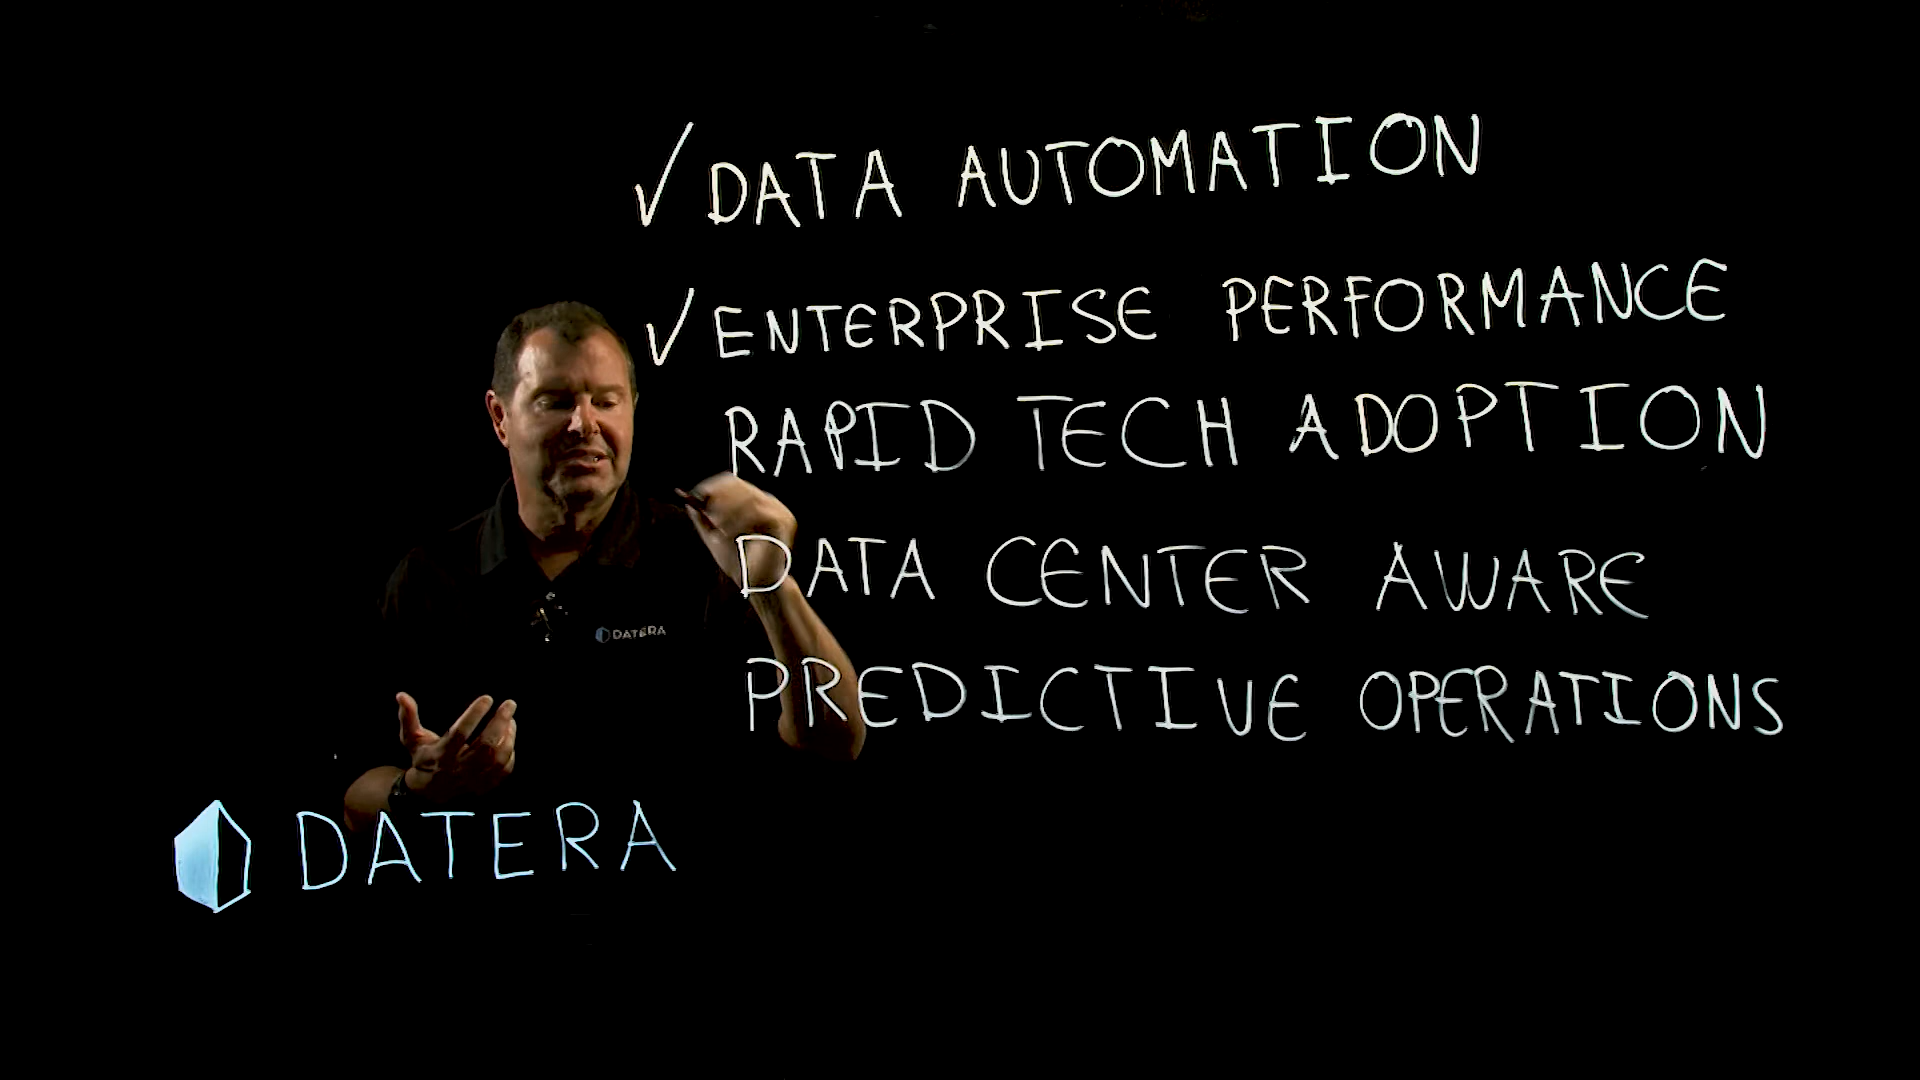 ✓ DATA AUTOMATION
✓ ENTERPRISE PERFORMANCE
RAPID TECH ADOPTION
DATA CENTER AWARE
PREDICTIVE OPERATIONS
DATERA
DATERA